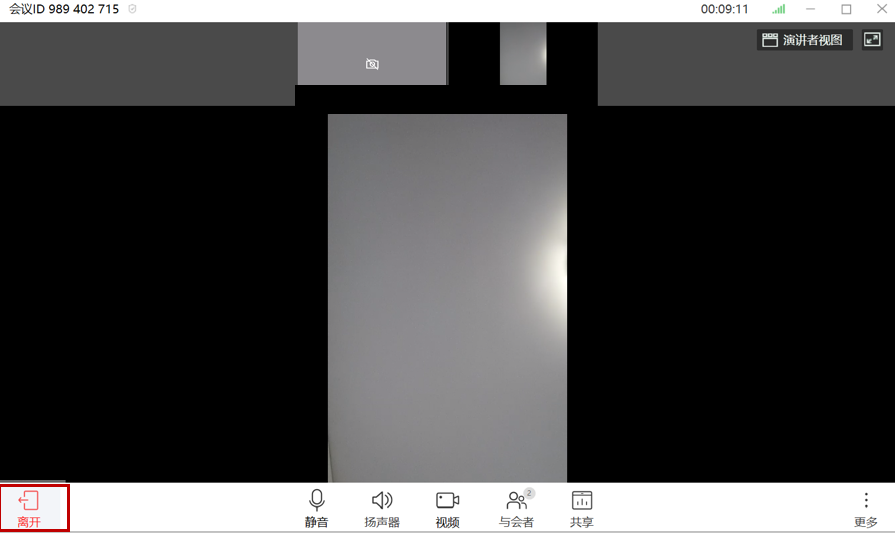 会议ID 989 402 715
00:09:11
演讲者视图
离开
静音
扬声器
视频
2
与会者
共享
更多